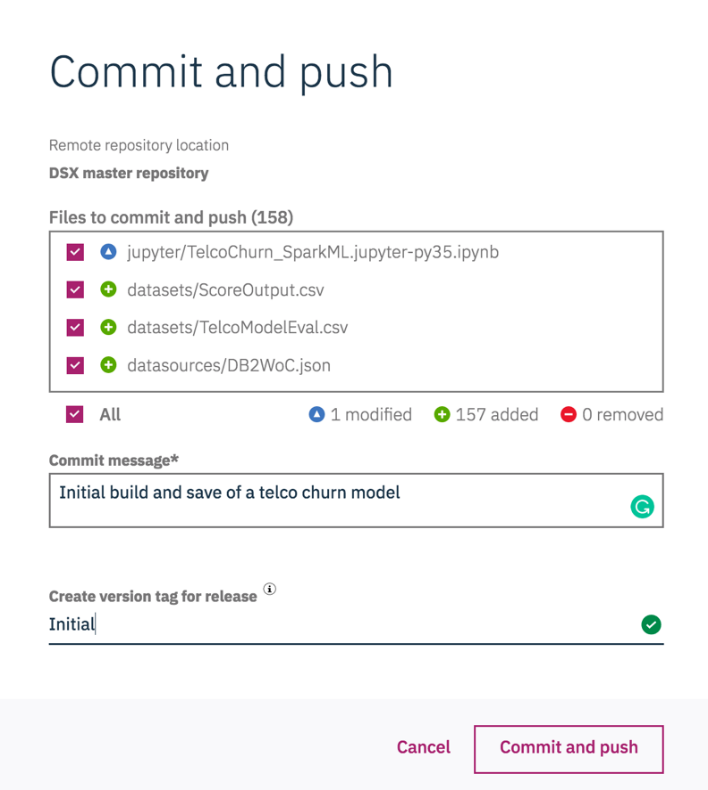 Commit and push
Remote repository location
DSX master repository
Files to commit and push (158)
jupyter/TelcoChurn_SparkML.jupyter-py35.ipynb
datasets/ScoreOutput.csv
datasets/TelcoModelEval.csv
datasources/DB2WoC.json
All 1 modified 157 added 0 removed
Commit message*
Initial build and save of a telco churn model
Create version tag for release
Initial
Cancel Commit and push